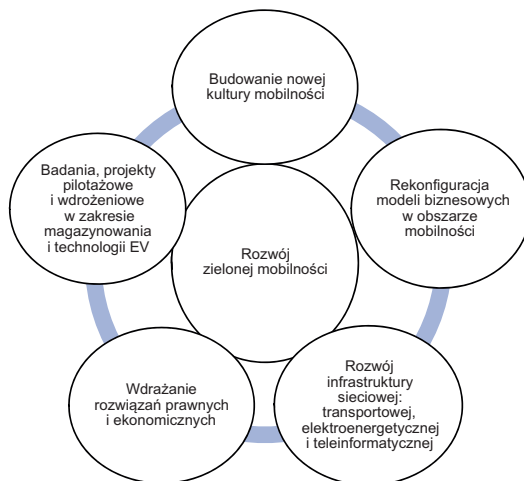 Budowanie nowej
kultury mobilności
Rekonfiguracja
modeli biznesowych
w obszarze
mobilności
Rozwój
infrastruktury
sieciowej:
transportowej,
elektroenergetycznej
i teleinformatycznej
Wdrażanie
rozwiązań prawnych
i ekonomicznych
Badania, projekty
pilotażowe
i wdrożeniowe
w zakresie
magazynowania
i technologii EV
Rozwój
zielonej mobilności